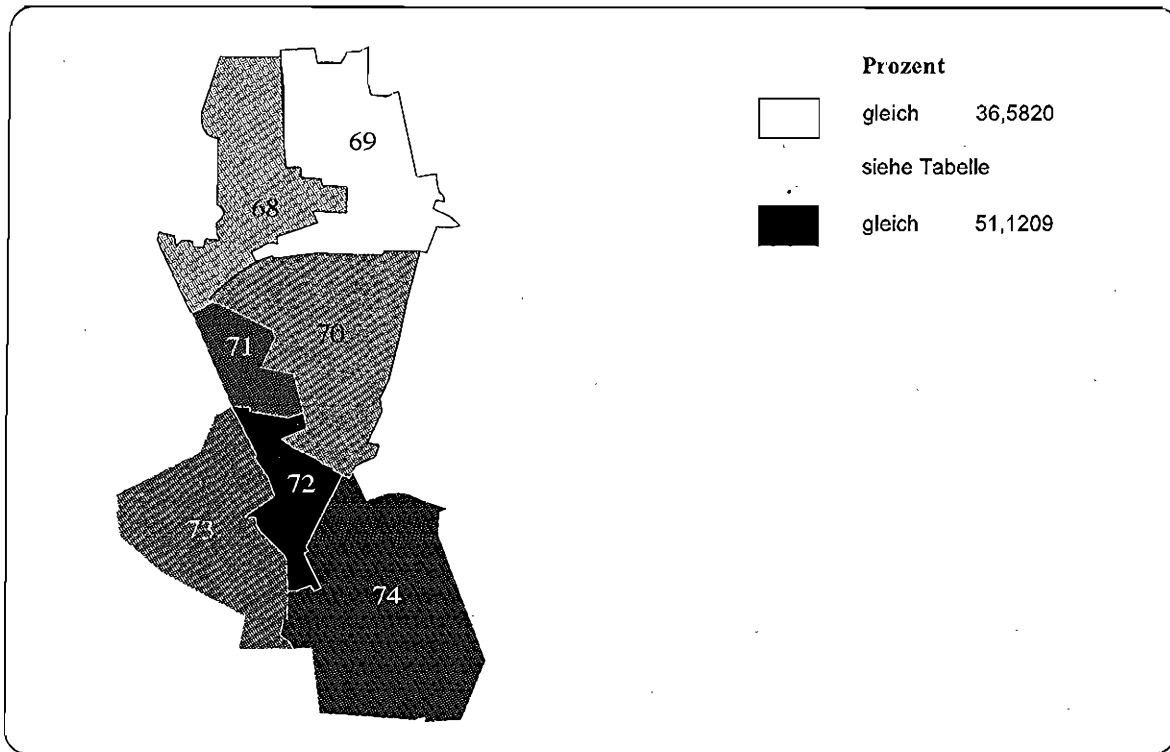 Prozent
gleich 36,5820
siehe Tabelle
gleich 51,1209
69
68
70
71
72
73
74